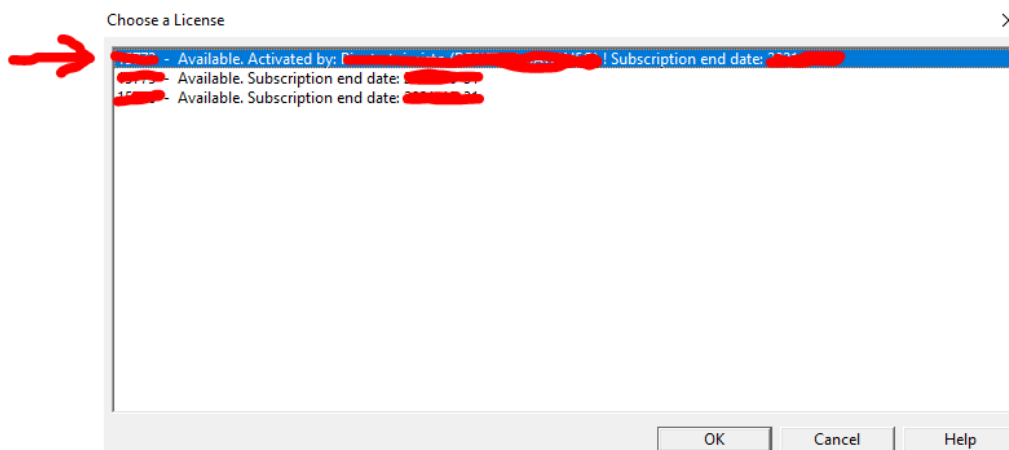 Choose a License
- Available. Activated by: ! Subscription end date:
- Available. Subscription end date:
- Available. Subscription end date:
OK
Cancel
Help